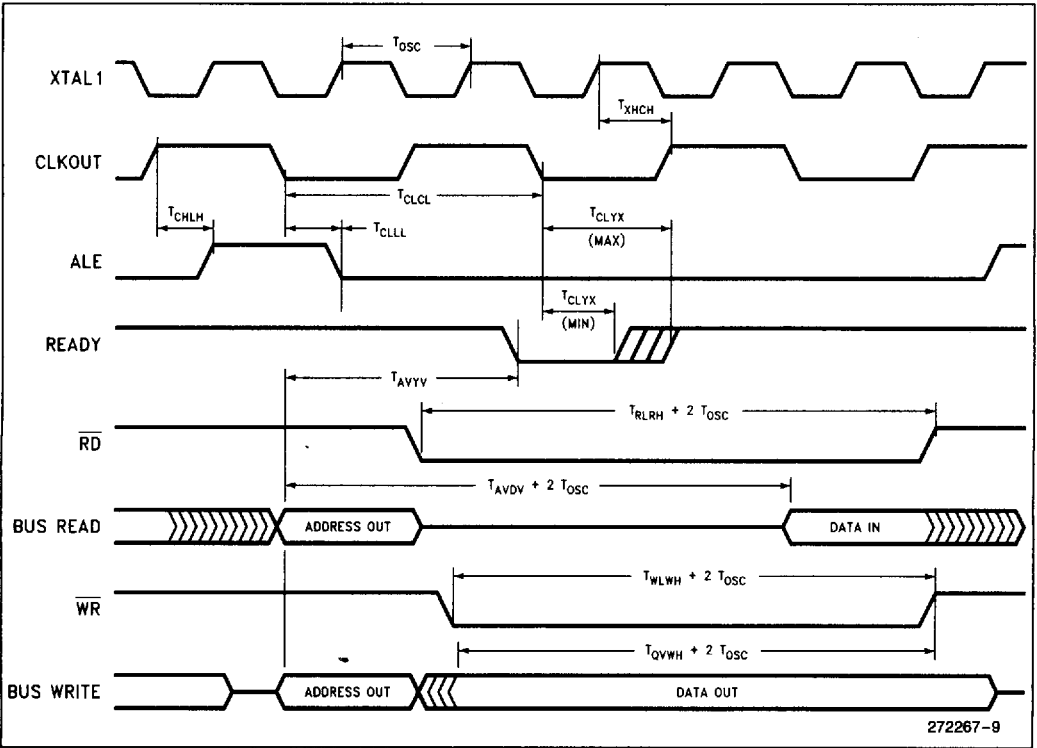 T_OSC
XTAL1
T_XHCH
CLKOUT
T_CLCL
T_CHLH
T_CLLL
T_CLYX
(MAX)
ALE
T_CLYX
(MIN)
READY
T_AVYV
T_RLRH + 2 T_OSC
RD
T_AVDV + 2 T_OSC
BUS READ
ADDRESS OUT
DATA IN
T_WLWH + 2 T_OSC
WR
T_QVWH + 2 T_OSC
BUS WRITE
ADDRESS OUT
DATA OUT
272267-9